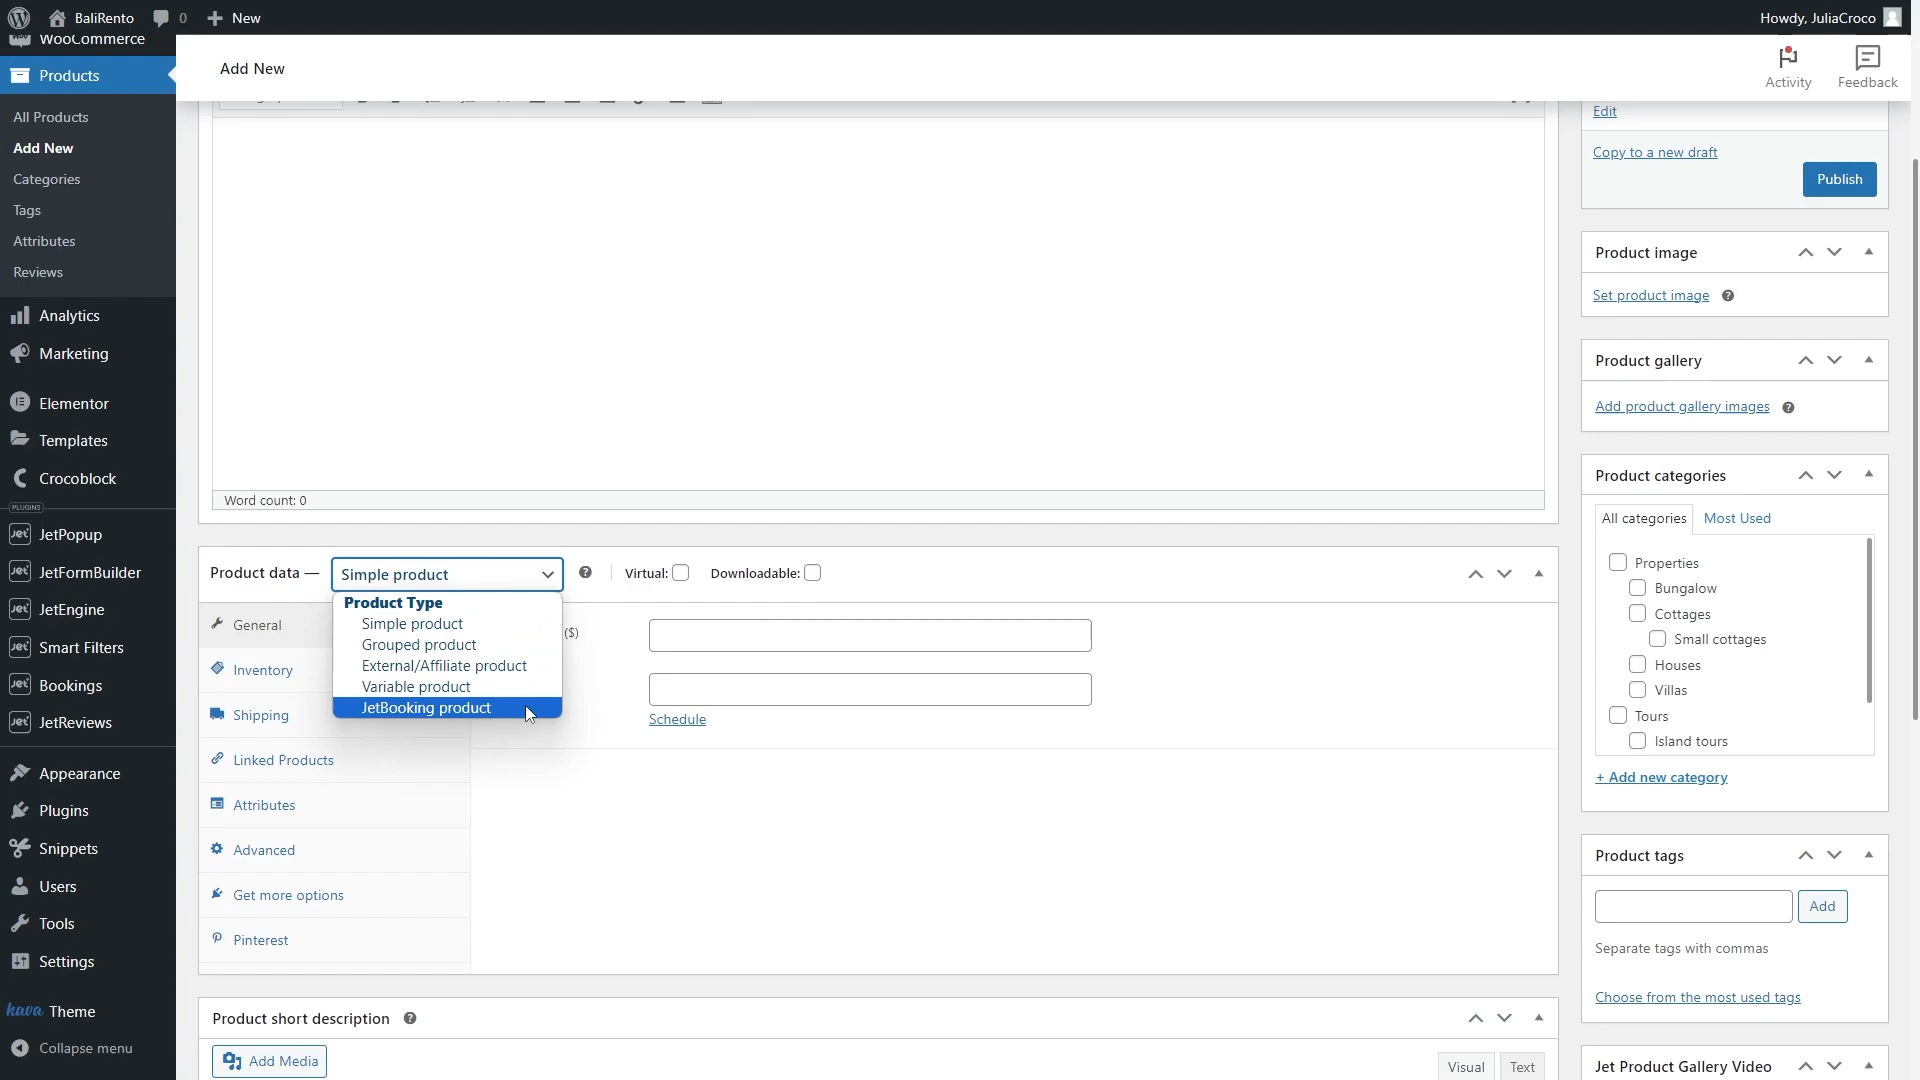 BaliRento
0
New
Howdy, JuliaCroco
WooCommerce
Products
All Products
Add New
Categories
Tags
Attributes
Reviews
Analytics
Marketing
Elementor
Templates
Crocoblock
PLUGINS
JetPopup
JetFormBuilder
JetEngine
Smart Filters
Bookings
JetReviews
Appearance
Plugins
Snippets
Users
Tools
Settings
kava Theme
Collapse menu
Add New
Activity
Feedback
Word count: 0
Product data —
Simple product
Virtual:
Downloadable:
Product Type
Simple product
Grouped product
External/Affiliate product
Variable product
JetBooking product
General
Inventory
Shipping
Linked Products
Attributes
Advanced
Get more options
Pinterest
($)
Schedule
Product short description
Add Media
Visual
Text
Edit
Copy to a new draft
Publish
Product image
Set product image
Product gallery
Add product gallery images
Product categories
All categories
Most Used
Properties
Bungalow
Cottages
Small cottages
Houses
Villas
Tours
Island tours
+ Add new category
Product tags
Add
Separate tags with commas
Choose from the most used tags
Jet Product Gallery Video